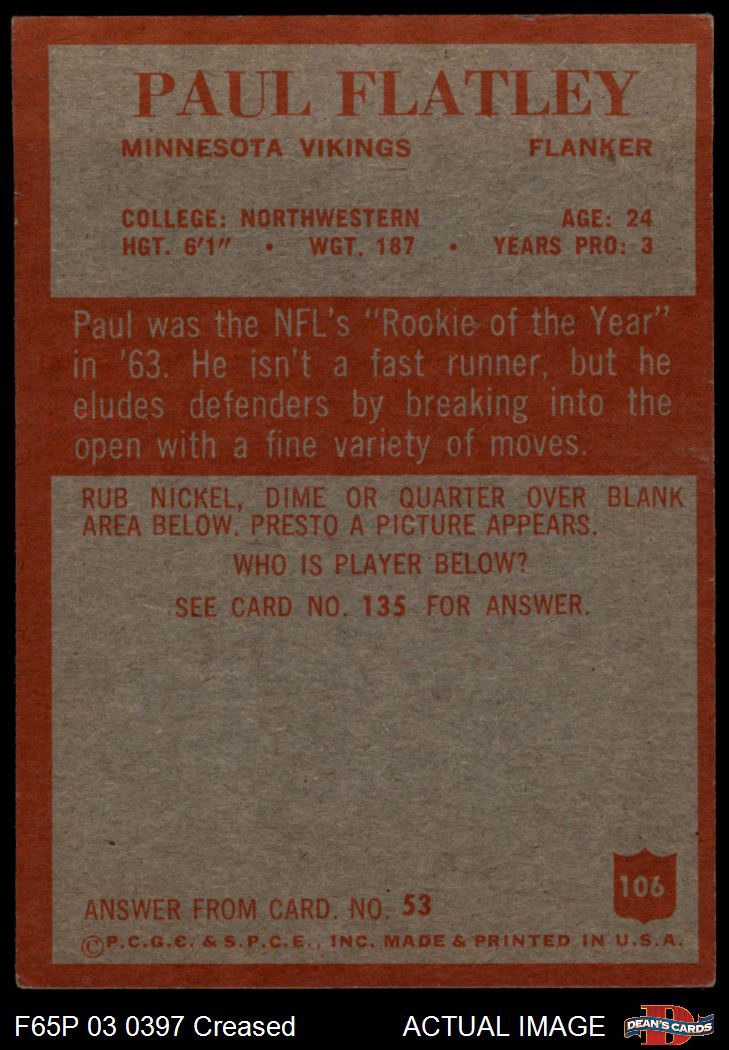 PAUL FLATLEY
MINNESOTA VIKINGS FLANKER
COLLEGE: NORTHWESTERN AGE: 24
HGT. 6'1" • WGT. 187 • YEARS PRO: 3
Paul was the NFL's "Rookie of the Year"
in '63. He isn't a fast runner, but he
eludes defenders by breaking into the
open with a fine variety of moves.
RUB NICKEL, DIME OR QUARTER OVER BLANK
AREA BELOW. PRESTO A PICTURE APPEARS.
WHO IS PLAYER BELOW?
SEE CARD NO. 135 FOR ANSWER.
106
ANSWER FROM CARD. NO. 53
©P.C.G.C. & S.P.C.E., INC. MADE & PRINTED IN U.S.A.
F65P 03 0397 Creased ACTUAL IMAGE
D
DEAN'S CARDS